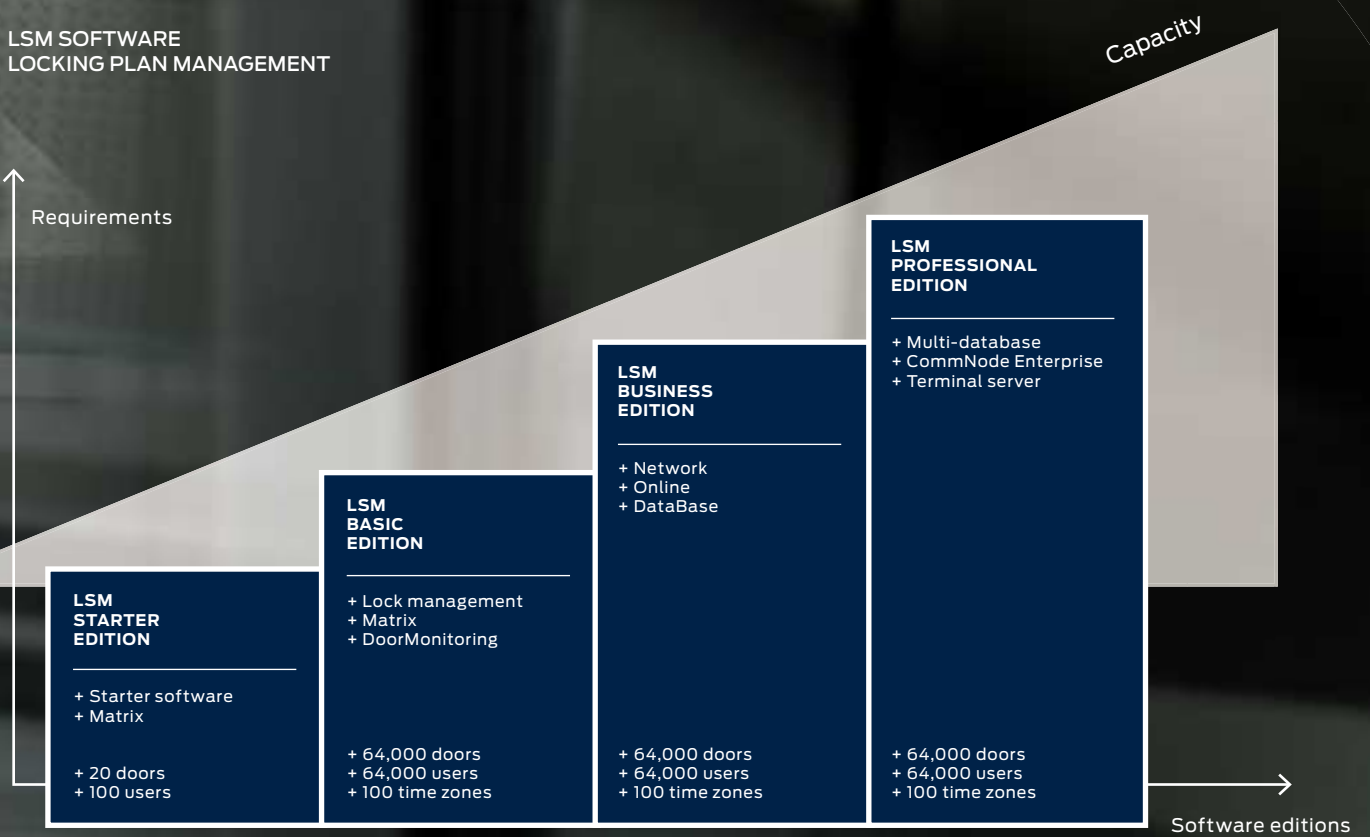 LSM SOFTWARE
LOCKING PLAN MANAGEMENT
Capacity
Requirements
LSM
STARTER
EDITION
+ Starter software
+ Matrix
+ 20 doors
+ 100 users
LSM
BASIC
EDITION
+ Lock management
+ Matrix
+ DoorMonitoring
+ 64,000 doors
+ 64,000 users
+ 100 time zones
LSM
BUSINESS
EDITION
+ Network
+ Online
+ DataBase
+ 64,000 doors
+ 64,000 users
+ 100 time zones
LSM
PROFESSIONAL
EDITION
+ Multi-database
+ CommNode Enterprise
+ Terminal server
+ 64,000 doors
+ 64,000 users
+ 100 time zones
Software editions